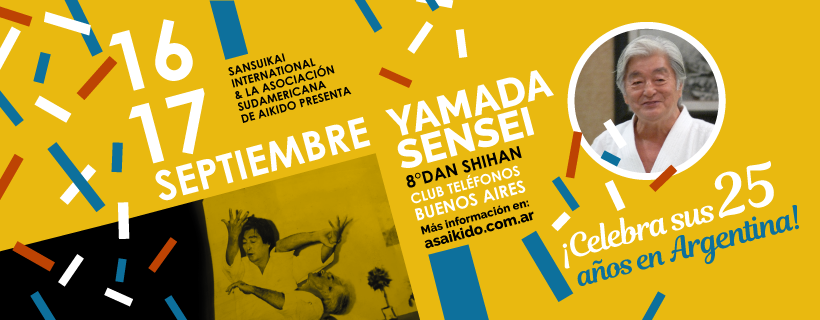 16
17
SEPTIEMBRE
SANSUIKAI
INTERNATIONAL
& LA ASOCIACIÓN
SUDAMERICANA
DE AIKIDO PRESENTA
YAMADA
SENSEI
8°DAN SHIHAN
CLUB TELÉFONOS
BUENOS AIRES
Más información en:
asaikido.com.ar
¡Celebra sus 25
años en Argentina!